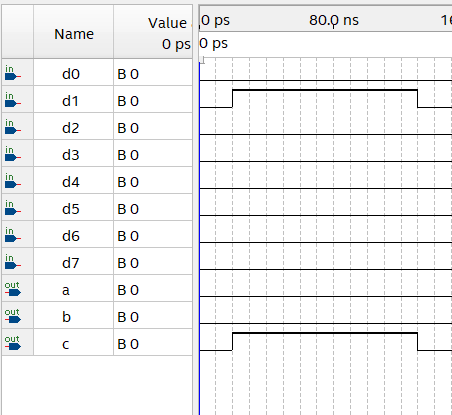 Name Value 0 ps 80.0 ns 16
0 ps 0 ps
in d0 B 0
in d1 B 0
in d2 B 0
in d3 B 0
in d4 B 0
in d5 B 0
in d6 B 0
in d7 B 0
out a B 0
out b B 0
out c B 0